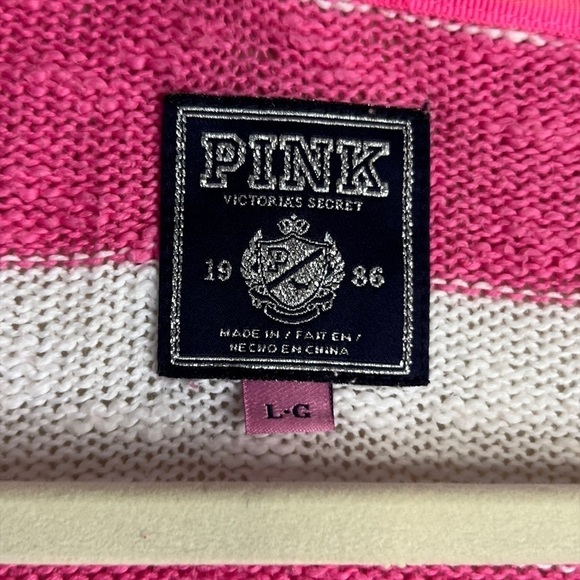 PINK
VICTORIA'S SECRET
19 86
P
MADE IN / FAIT EN /
HECHO EN CHINA
L-G